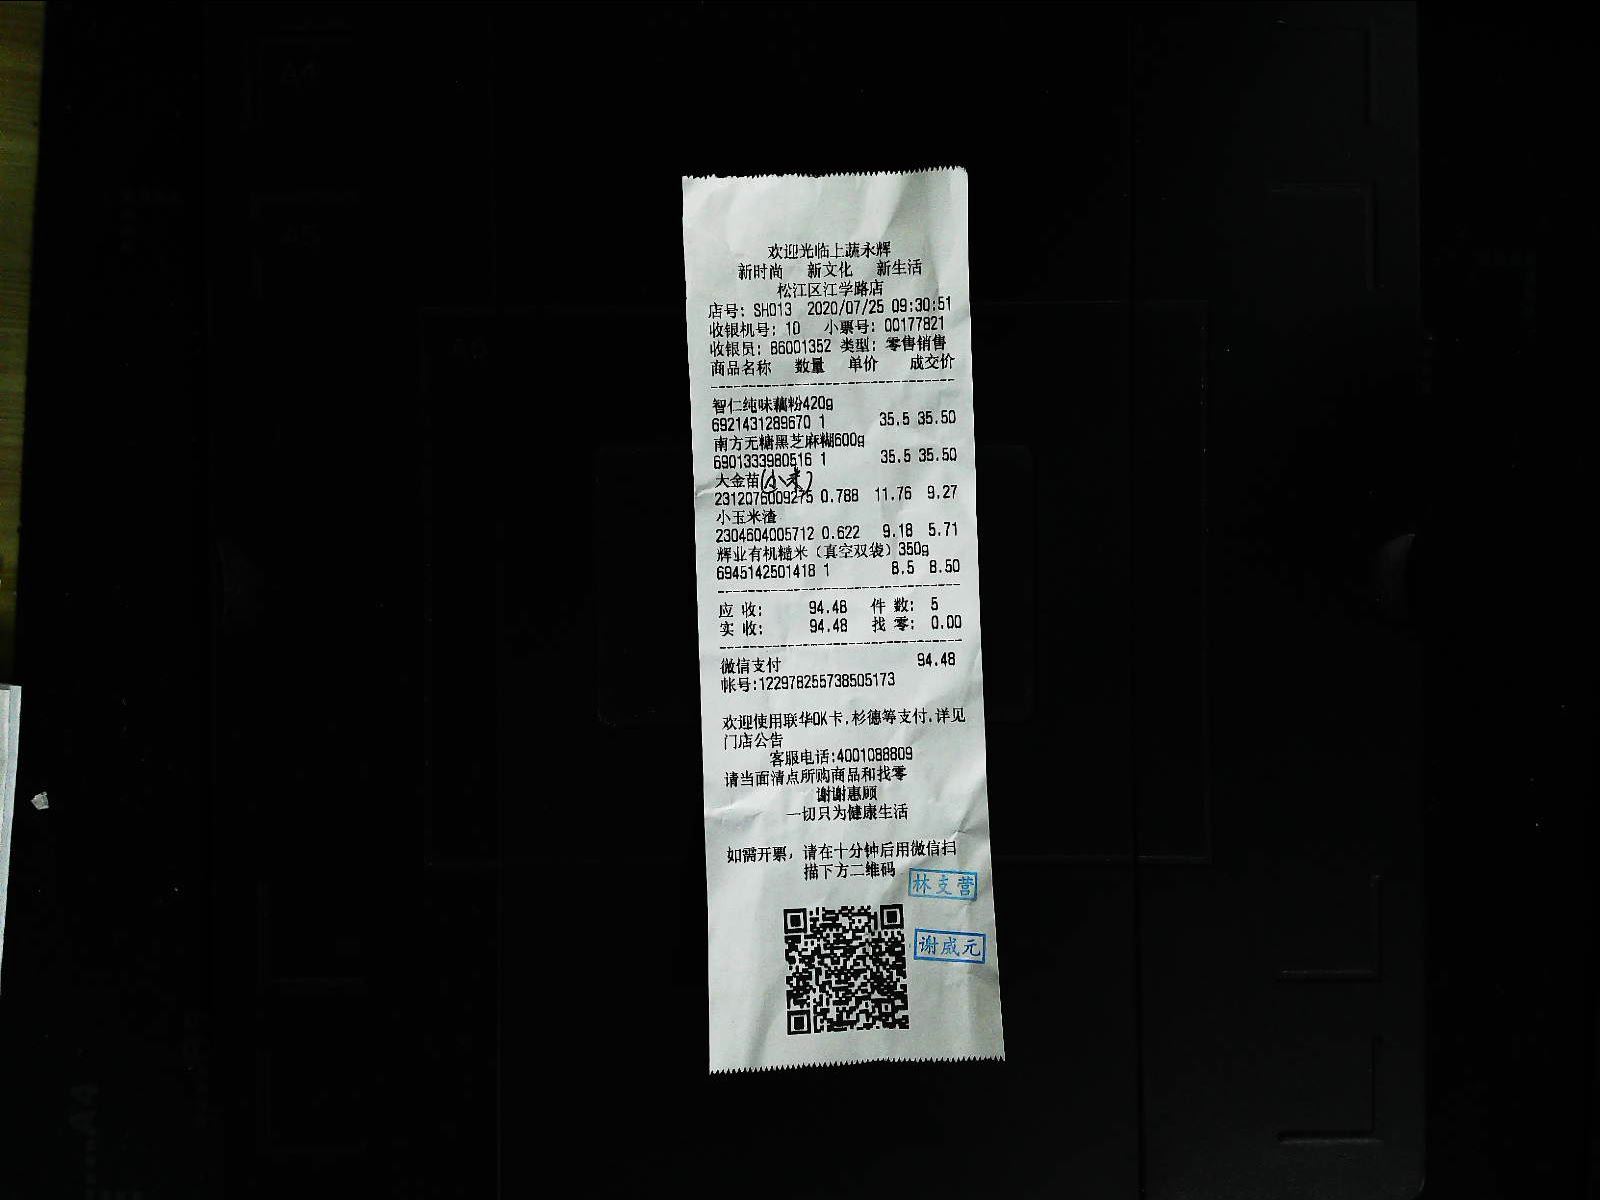 欢迎光临上蔬永辉
新时尚 新文化 新生活
松江区江学路店
店号: SH013 2020/07/25 09:30:51
收银机号: 10 小票号: 00177821
收银员: 86001352 类型: 零售销售
商品名称 数量 单价 成交价
智仁纯味藕粉420g
6921431289670 1 35.5 35.50
南方无糖黑芝麻糊600g
6901333980516 1 35.5 35.50
大金苗(小米)
2312076009275 0.788 11.76 9.27
小玉米渣
2304604005712 0.622 9.18 5.71
辉业有机糙米（真空双袋）350g
6945142501418 1 8.5 8.50
应 收: 94.48 件 数: 5
实 收: 94.48 找 零: 0.00
微信支付 94.48
帐号:122978255738505173
欢迎使用联华OK卡,杉德等支付,详见
门店公告
客服电话:4001088809
请当面清点所购商品和找零
谢谢惠顾
一切只为健康生活
如需开票，请在十分钟后用微信扫
描下方二维码
林支营
谢威元
A4
A5
A4